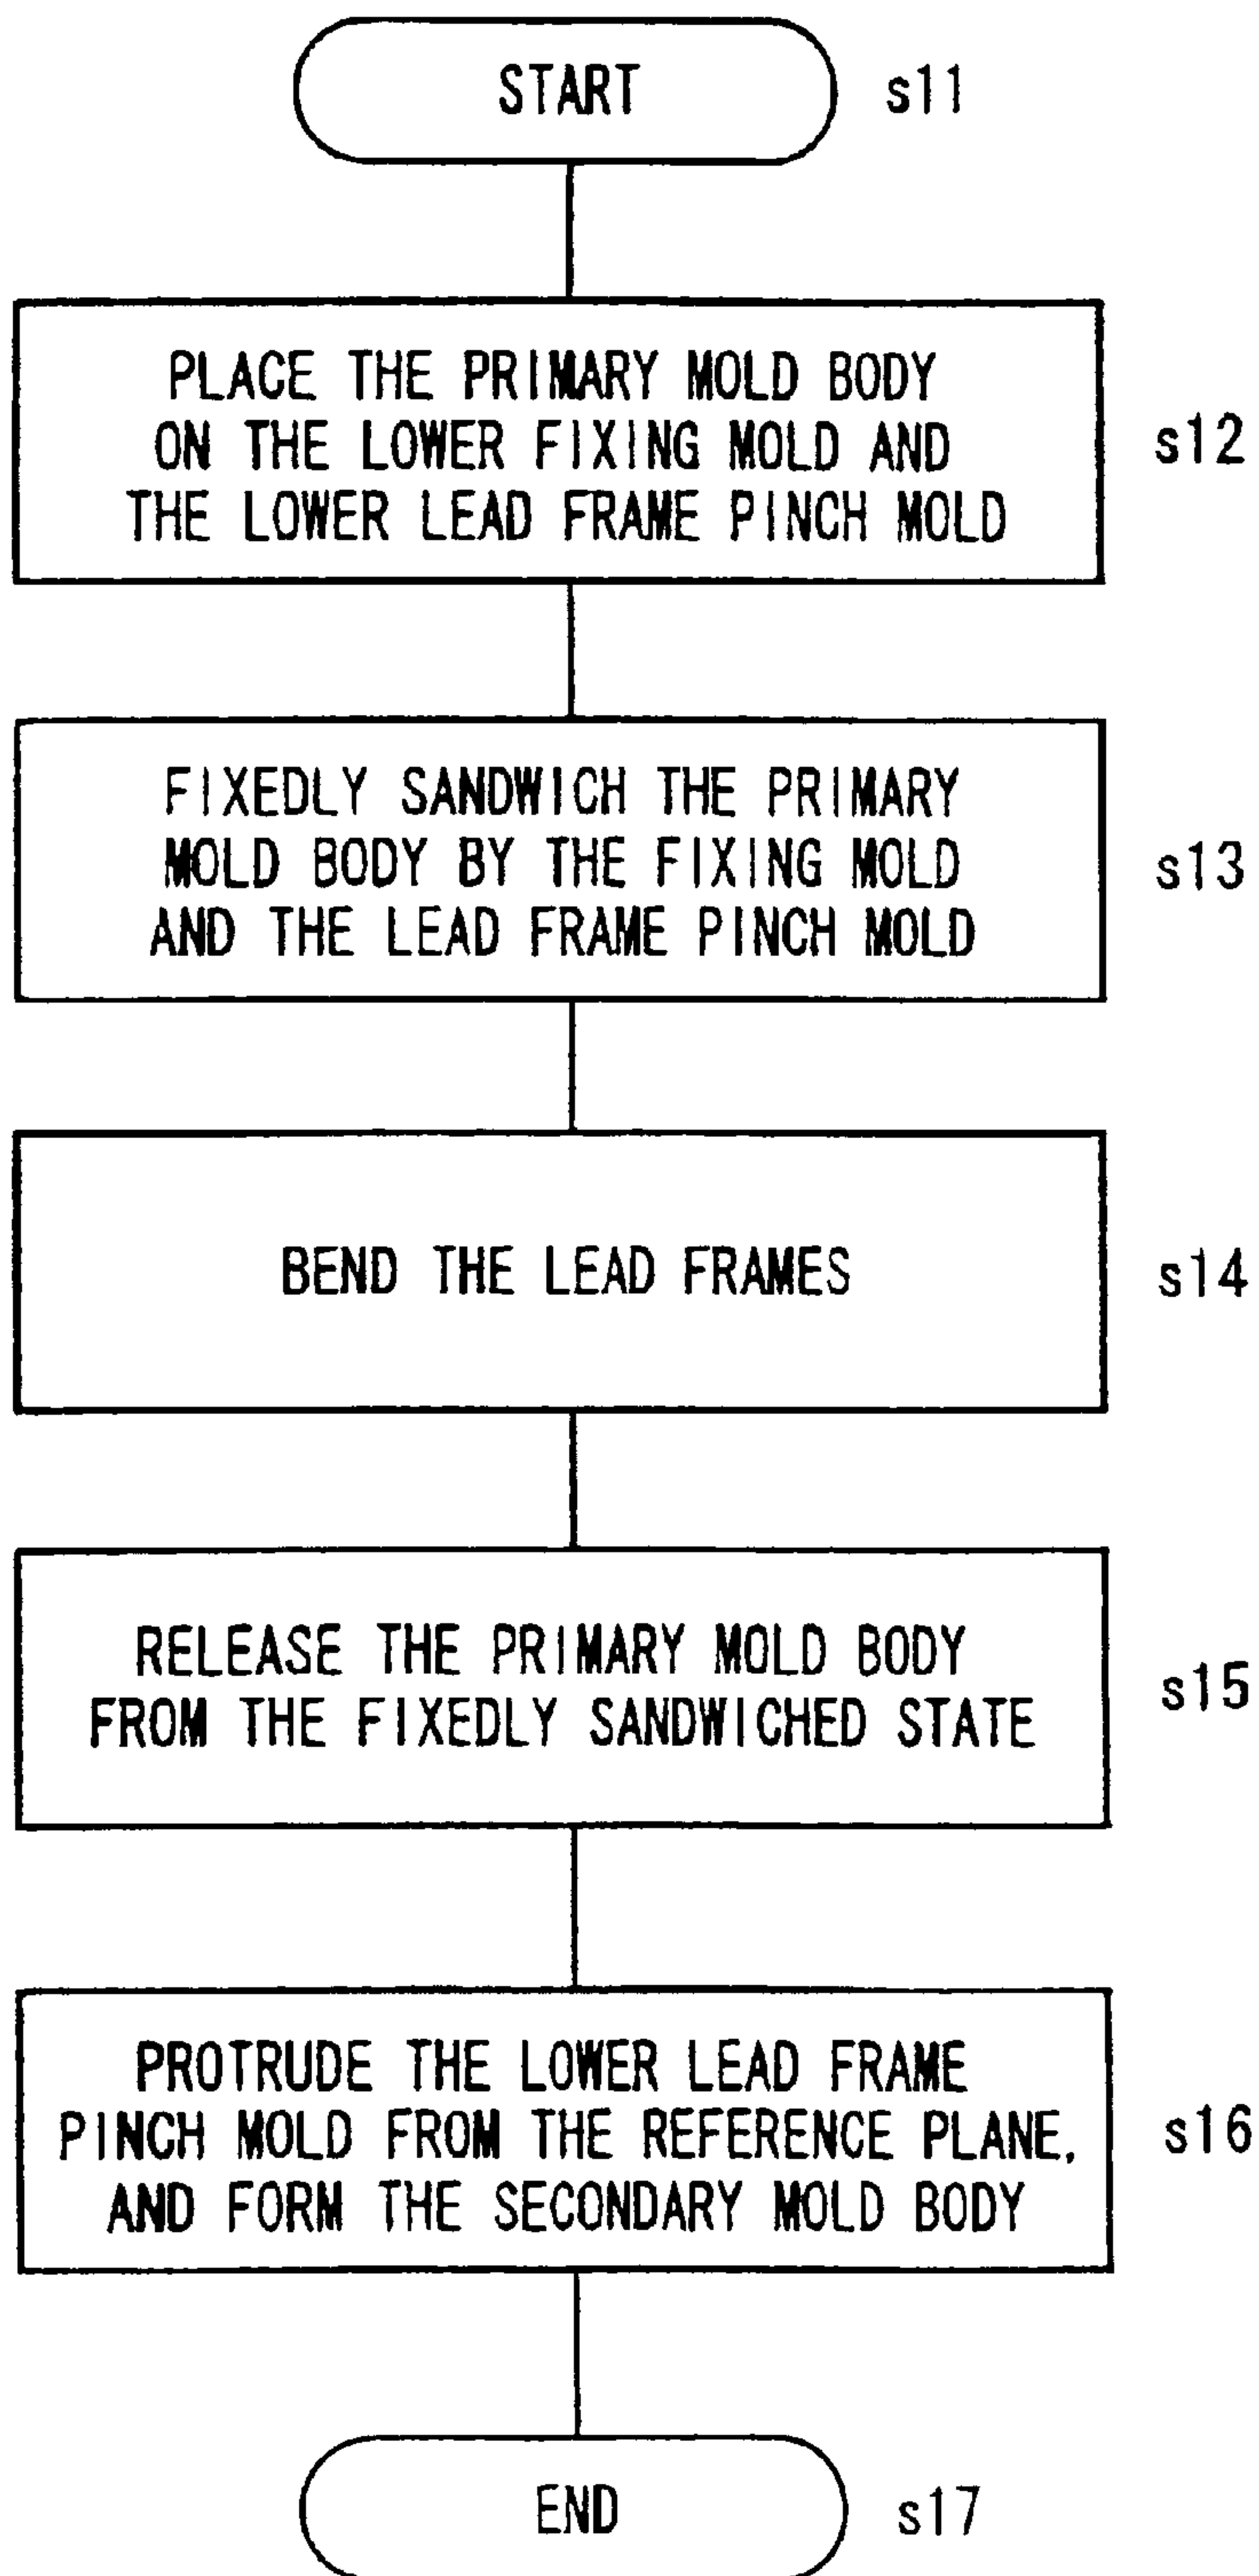 START s11
PLACE THE PRIMARY MOLD BODY
ON THE LOWER FIXING MOLD AND s12
THE LOWER LEAD FRAME PINCH MOLD
FIXEDLY SANDWICH THE PRIMARY
MOLD BODY BY THE FIXING MOLD s13
AND THE LEAD FRAME PINCH MOLD
BEND THE LEAD FRAMES s14
RELEASE THE PRIMARY MOLD BODY
FROM THE FIXEDLY SANDWICHED STATE
s15
PROTRUDE THE LOWER LEAD FRAME
PINCH MOLD FROM THE REFERENCE PLANE, s16
AND FORM THE SECONDARY MOLD BODY
END s17